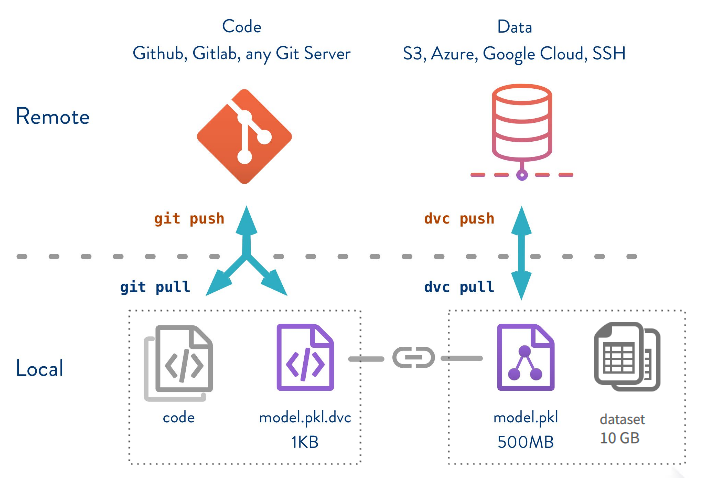 Code
Github, Gitlab, any Git Server
Data
S3, Azure, Google Cloud, SSH
Remote
git push
dvc push
git pull
dvc pull
Local
code
model.pkl.dvc
1KB
model.pkl
500MB
dataset
10 GB